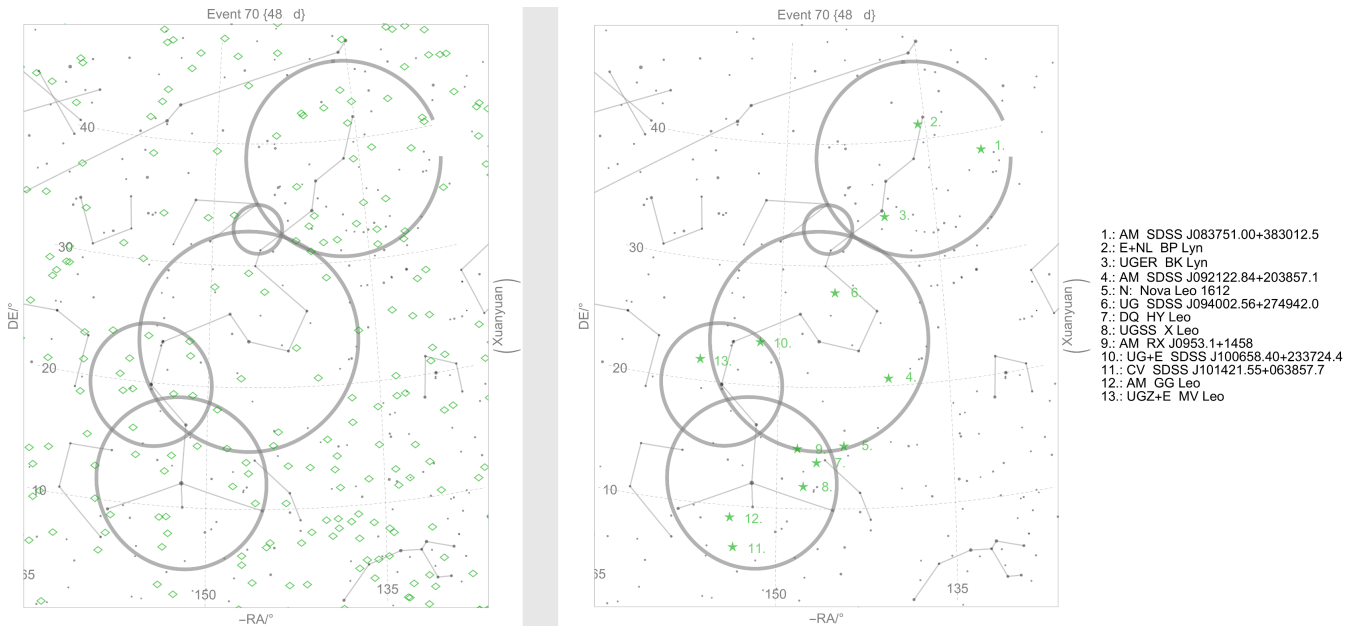 Event 70 {48 d}
40
30
20
10
65
150
135
DE/°
−RA/°
(Xuanyuan)
Event 70 {48 d}
40
30
20
10
65
150
135
DE/°
−RA/°
(Xuanyuan)
2.
1.
3.
6.
10.
13.
4.
5.
9.
7.
8.
12.
11.
1.: AM SDSS J083751.00+383012.5
2.: E+NL BP Lyn
3.: UGER BK Lyn
4.: AM SDSS J092122.84+203857.1
5.: N: Nova Leo 1612
6.: UG SDSS J094002.56+274942.0
7.: DQ HY Leo
8.: UGSS X Leo
9.: AM RX J0953.1+1458
10.: UG+E SDSS J100658.40+233724.4
11.: CV SDSS J101421.55+063857.7
12.: AM GG Leo
13.: UGZ+E MV Leo